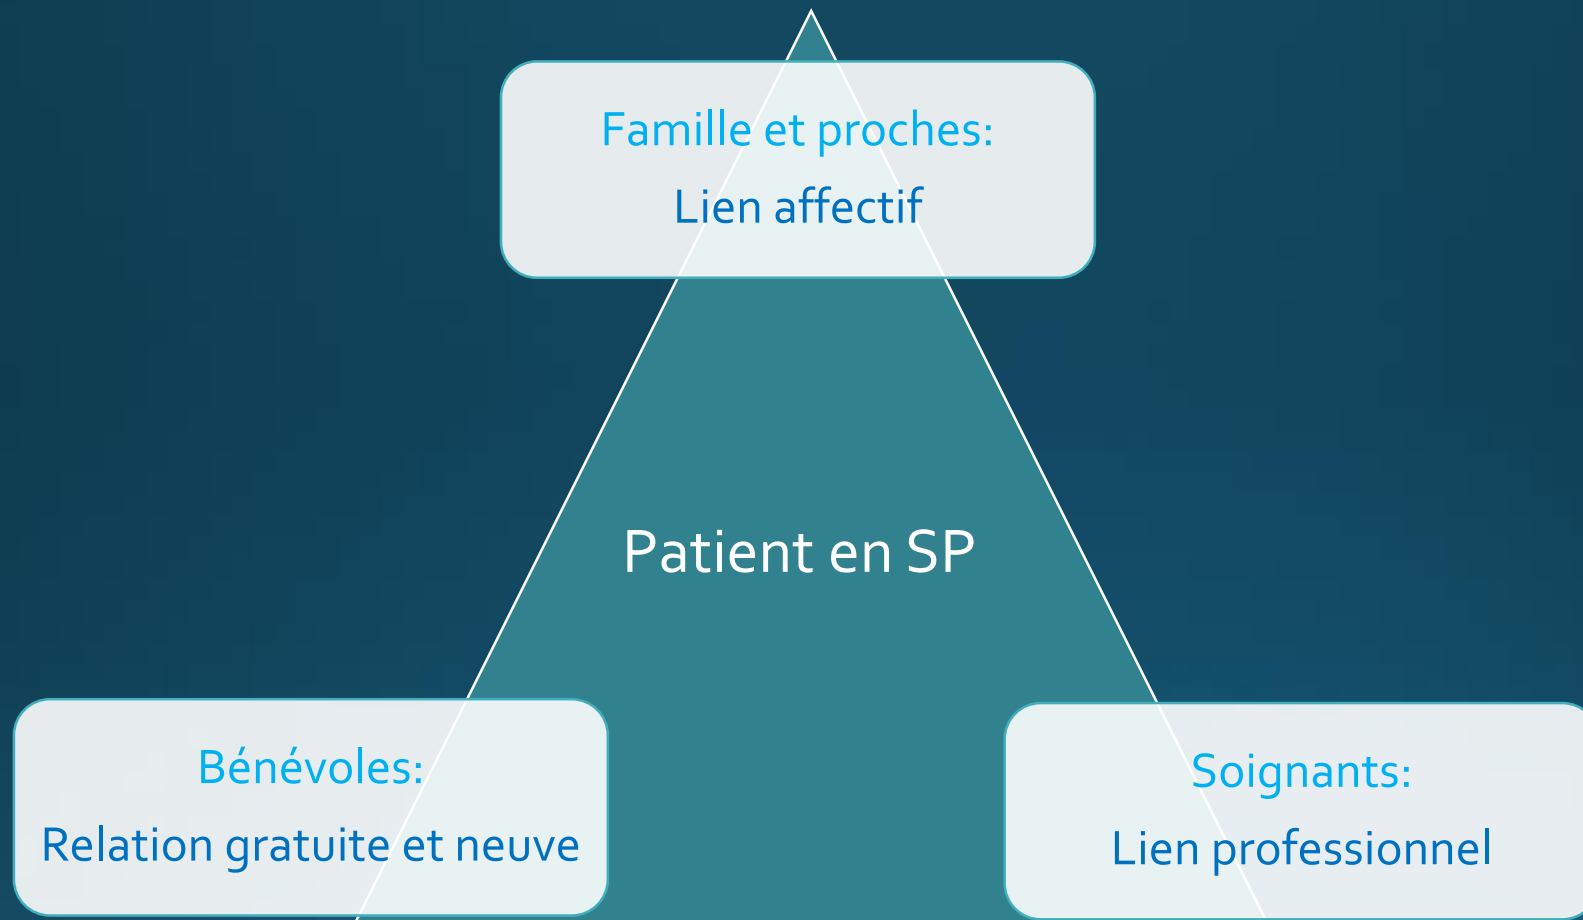 Famille et proches:
Lien affectif
Patient en SP
Bénévoles:
Relation gratuite et neuve
Soignants:
Lien professionnel